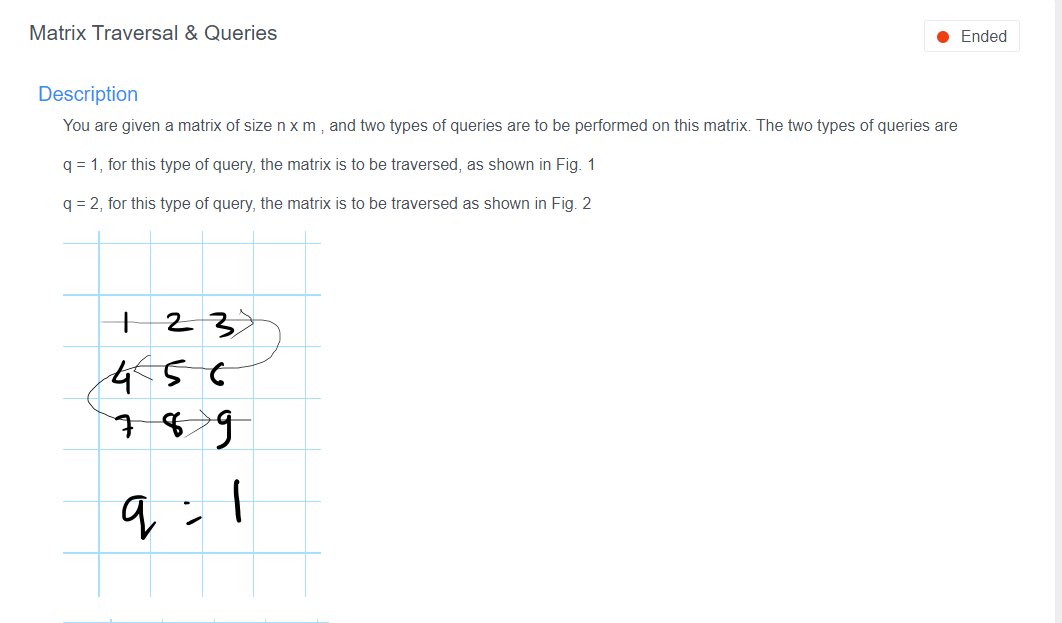 Matrix Traversal & Queries
Ended
Description
You are given a matrix of size n x m , and two types of queries are to be performed on this matrix. The two types of queries are
q = 1, for this type of query, the matrix is to be traversed, as shown in Fig. 1
q = 2, for this type of query, the matrix is to be traversed as shown in Fig. 2
1 2 3
4 5 6
7 8 9
q = 1